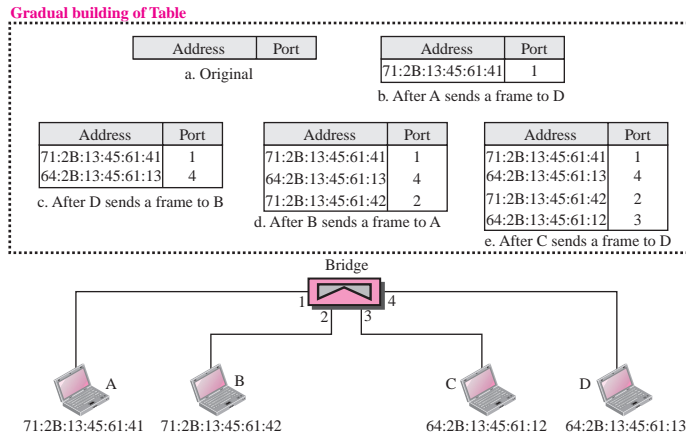 Gradual building of Table
Address Port
a. Original
Address Port
71:2B:13:45:61:41 1
b. After A sends a frame to D
Address Port
71:2B:13:45:61:41 1
64:2B:13:45:61:13 4
c. After D sends a frame to B
Address Port
71:2B:13:45:61:41 1
64:2B:13:45:61:13 4
71:2B:13:45:61:42 2
d. After B sends a frame to A
Address Port
71:2B:13:45:61:41 1
64:2B:13:45:61:13 4
71:2B:13:45:61:42 2
64:2B:13:45:61:12 3
e. After C sends a frame to D
Bridge
1 4
2 3
A B C D
71:2B:13:45:61:41 71:2B:13:45:61:42 64:2B:13:45:61:12 64:2B:13:45:61:13